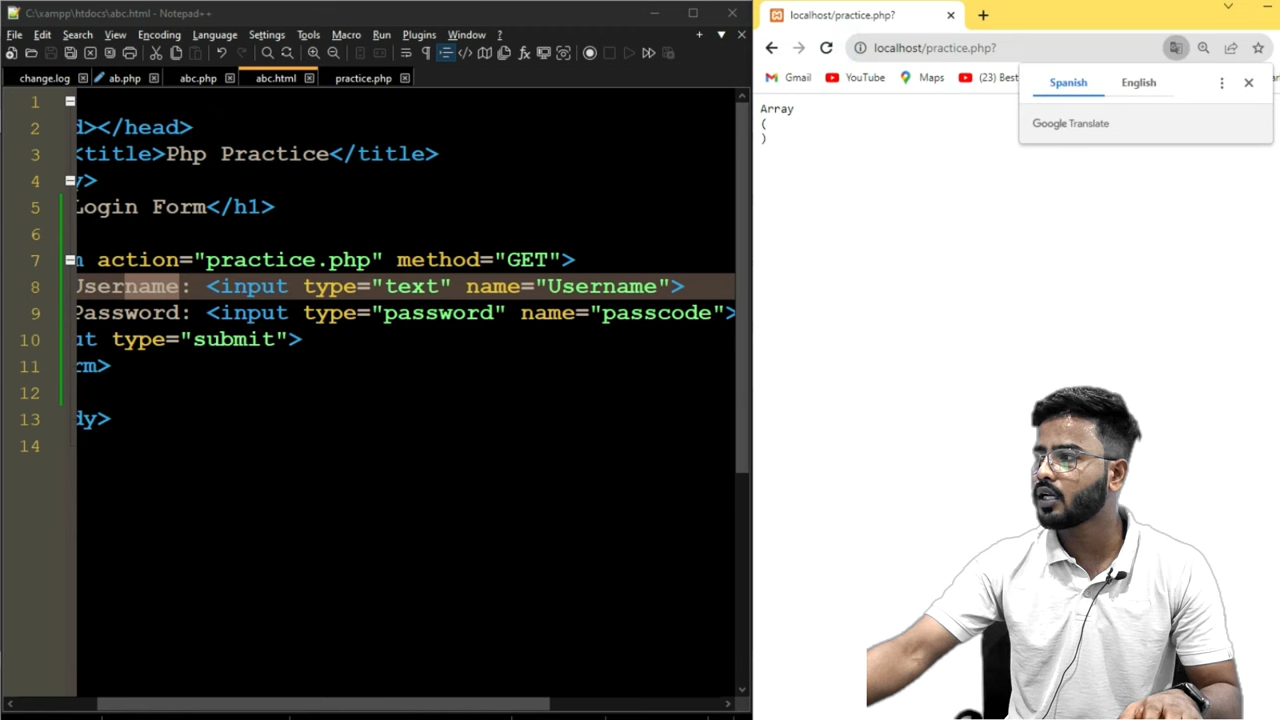 C:\xampp\htdocs\abc.html - Notepad++
File Edit Search View Encoding Language Settings Tools Macro Run Plugins Window ?
change.log ab.php abc.php abc.html practice.php
1
2 d></head>
3 <title>Php Practice</title>
4 y>
5 Login Form</h1>
6
7 m action="practice.php" method="GET">
8 Username: <input type="text" name="Username">
9 Password: <input type="password" name="passcode">
10 ut type="submit">
11 rm>
12
13 dy>
14
localhost/practice.php?
localhost/practice.php?
Gmail YouTube Maps (23) Best
Spanish English
Google Translate
Array
(
)